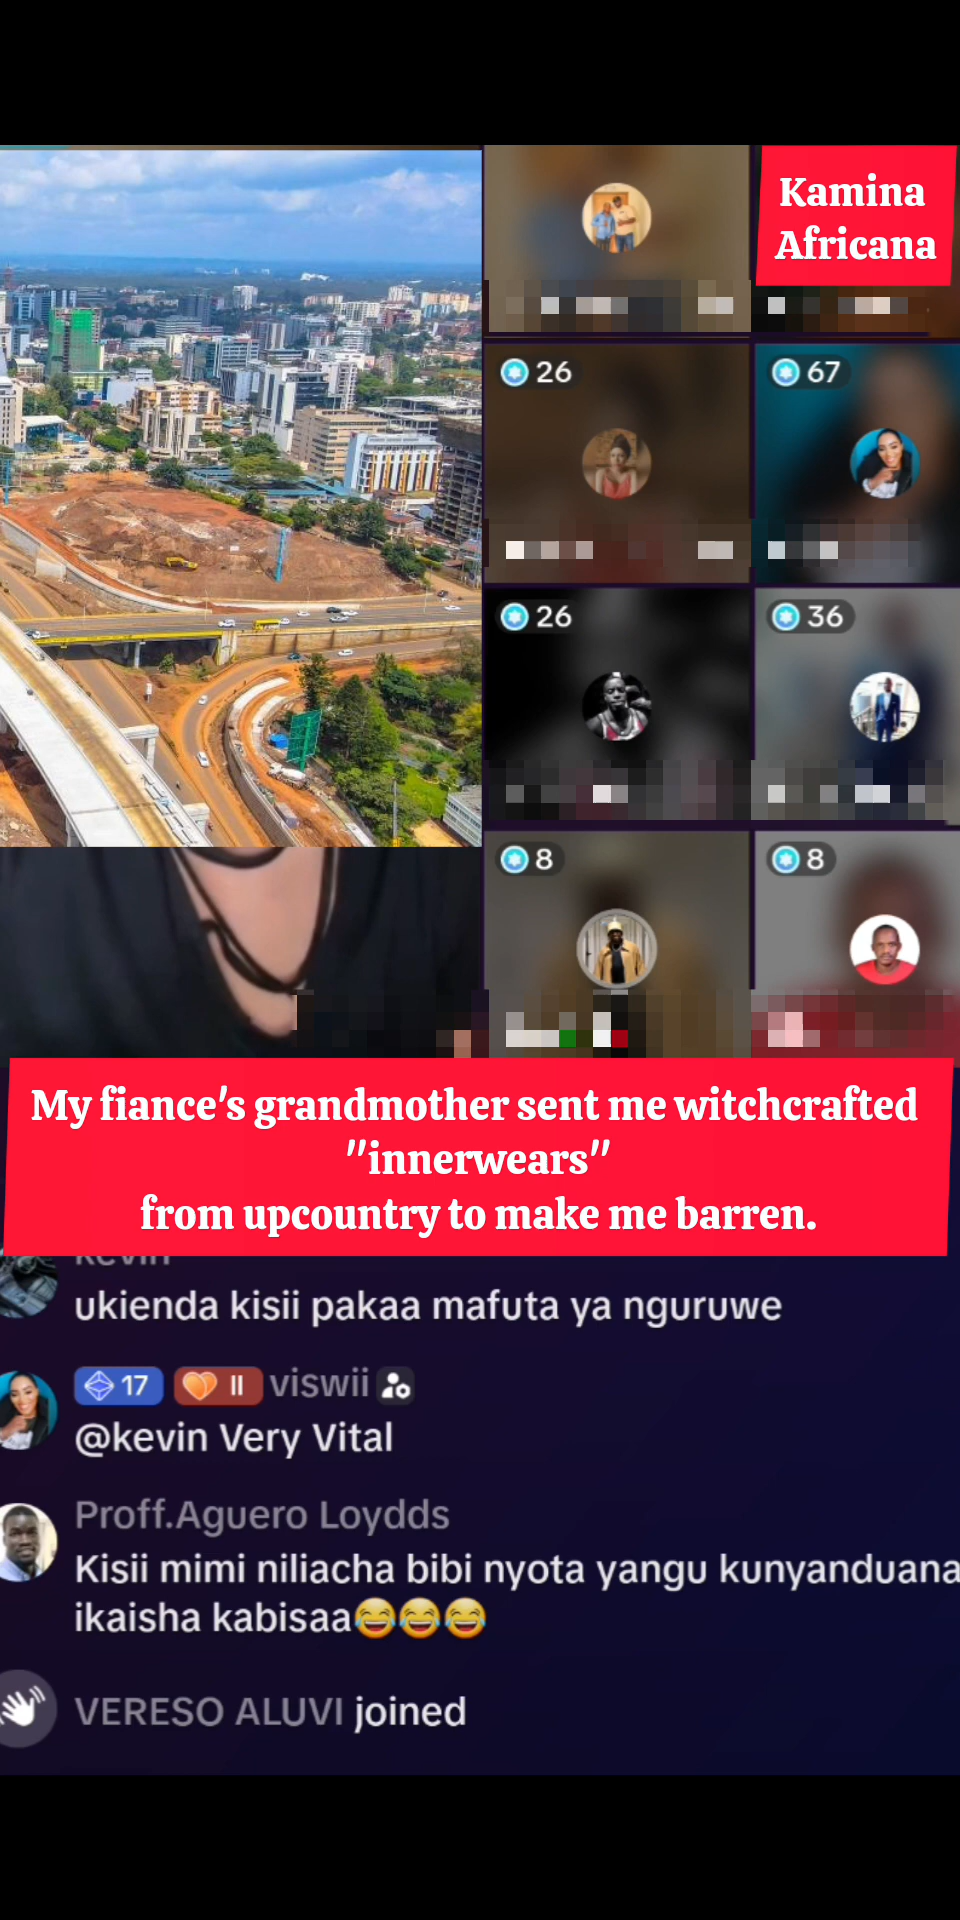 Kamina
Africana
26
67
26
36
8
8
My fiance's grandmother sent me witchcrafted
"innerwears"
from upcountry to make me barren.
kevin
ukienda kisii pakaa mafuta ya nguruwe
17 II viswii
@kevin Very Vital
Proff.Aguero Loydds
Kisii mimi niliacha bibi nyota yangu kunyanduana
ikaisha kabisaa😂😂😂
VERESO ALUVI joined